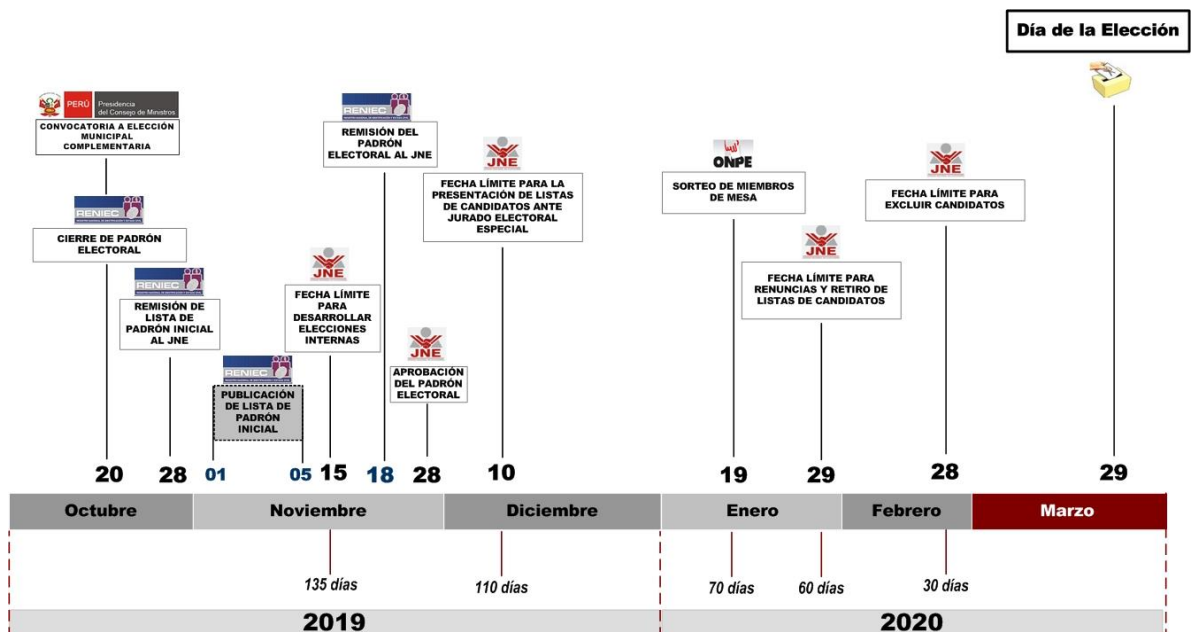 Día de la Elección
PERÚ
Presidencia
del Consejo de Ministros
CONVOCATORIA A ELECCIÓN
MUNICIPAL
COMPLEMENTARIA
RENIEC
CIERRE DE PADRÓN
ELECTORAL
RENIEC
REMISIÓN DE
LISTA DE
PADRÓN INICIAL
AL JNE
RENIEC
PUBLICACIÓN
DE LISTA DE
PADRÓN
INICIAL
JNE
FECHA LÍMITE
PARA
DESARROLLAR
ELECCIONES
INTERNAS
RENIEC
REMISIÓN DEL
PADRÓN
ELECTORAL AL JNE
JNE
APROBACIÓN
DEL PADRÓN
ELECTORAL
JNE
FECHA LÍMITE PARA LA
PRESENTACIÓN DE LISTAS
DE CANDIDATOS ANTE
JURADO ELECTORAL
ESPECIAL
ONPE
SORTEO DE MIEMBROS
DE MESA
JNE
FECHA LÍMITE PARA
RENUNCIAS Y RETIRO DE
LISTAS DE CANDIDATOS
JNE
FECHA LÍMITE PARA
EXCLUIR CANDIDATOS
20 28 01 05 15 18 28 10 19 29 28 29
Octubre Noviembre Diciembre Enero Febrero Marzo
135 días 110 días 70 días 60 días 30 días
2019 2020